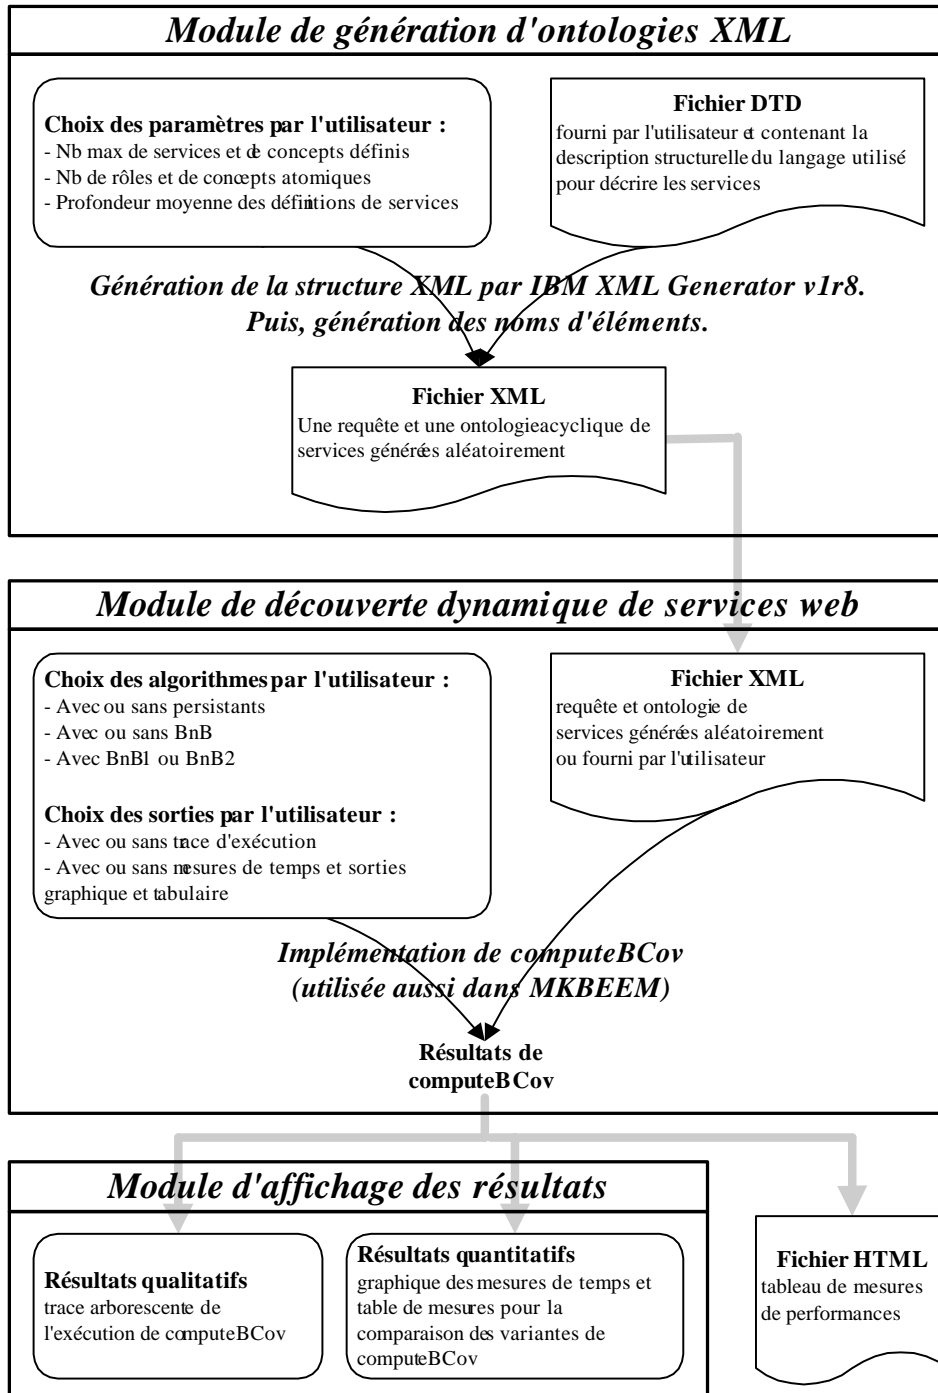 Module de génération d'ontologies XML
Choix des paramètres par l'utilisateur :
- Nb max de services et de concepts définis
- Nb de rôles et de concepts atomiques
- Profondeur moyenne des définitions de services
Fichier DTD
fourni par l'utilisateur et contenant la
description structurelle du langage utilisé
pour décrire les services
Génération de la structure XML par IBM XML Generator v1r8.
Puis, génération des noms d'éléments.
Fichier XML
Une requête et une ontologie acyclique de
services générées aléatoirement
Module de découverte dynamique de services web
Choix des algorithmes par l'utilisateur :
- Avec ou sans persistants
- Avec ou sans BnB
- Avec BnB1 ou BnB2
Choix des sorties par l'utilisateur :
- Avec ou sans trace d'exécution
- Avec ou sans mesures de temps et sorties
graphique et tabulaire
Fichier XML
requête et ontologie de
services générées aléatoirement
ou fourni par l'utilisateur
Implémentation de computeBCov
(utilisée aussi dans MKBEEM)
Résultats de
computeBCov
Module d'affichage des résultats
Résultats qualitatifs
trace arborescente de
l'exécution de computeBCov
Résultats quantitatifs
graphique des mesures de temps et
table de mesures pour la
comparaison des variantes de
computeBCov
Fichier HTML
tableau de mesures
de performances